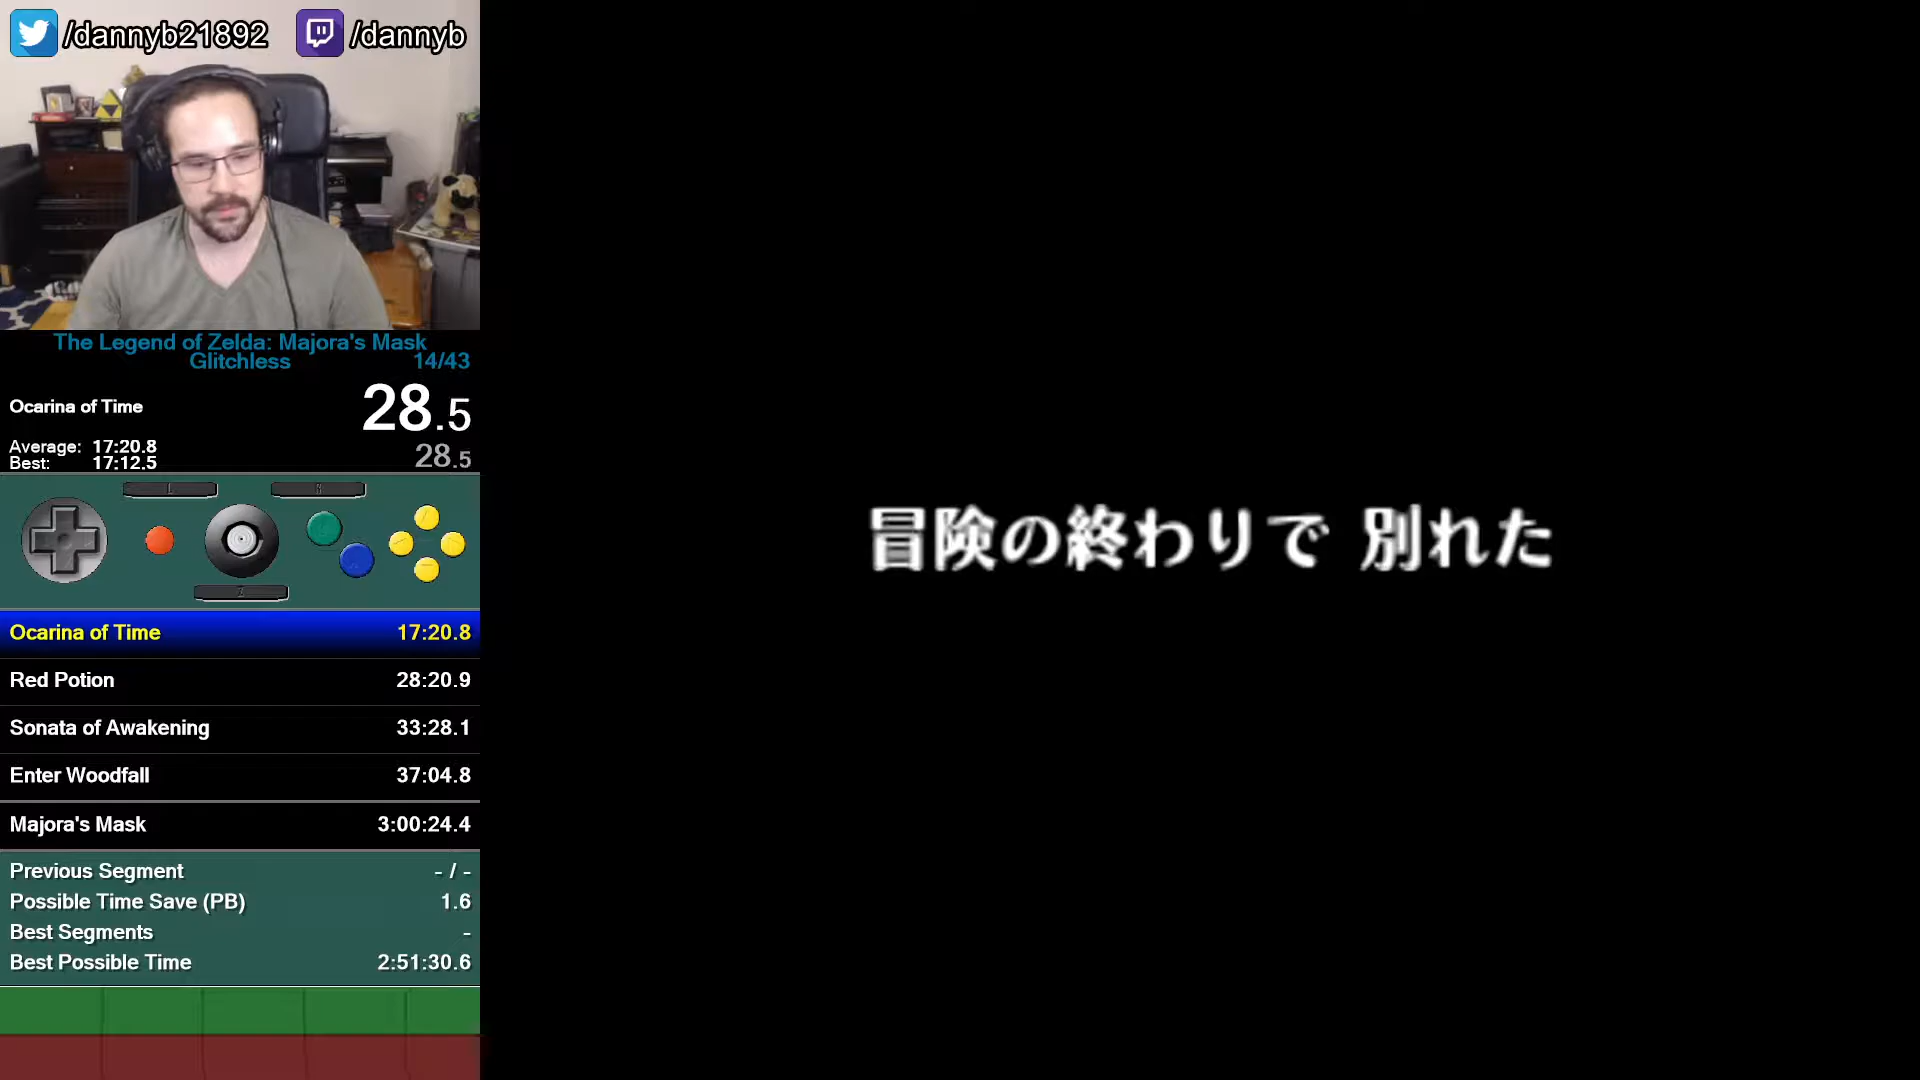 /dannyb21892 /dannyb
The Legend of Zelda: Majora's Mask
Glitchless 14/43
Ocarina of Time 28.5
Average: 17:20.8
Best: 17:12.5
28.5
L R
Z
Ocarina of Time 17:20.8
Red Potion 28:20.9
Sonata of Awakening 33:28.1
Enter Woodfall 37:04.8
Majora's Mask 3:00:24.4
Previous Segment - / -
Possible Time Save (PB) 1.6
Best Segments -
Best Possible Time 2:51:30.6
冒険の終わりで 別れた